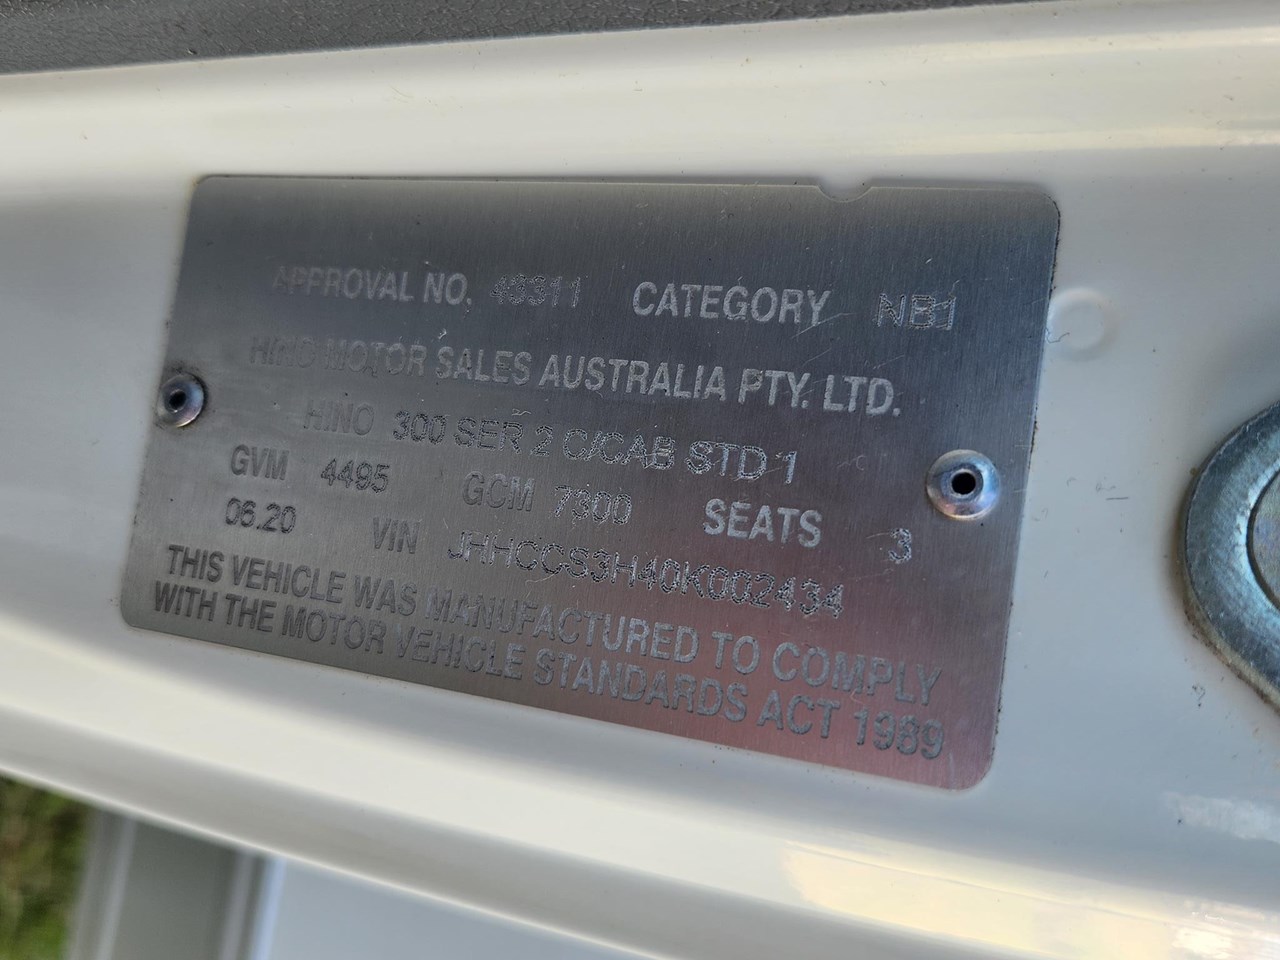 APPROVAL NO. 49311 CATEGORY NB1
HINO MOTOR SALES AUSTRALIA PTY. LTD.
HINO 300 SER 2 C/CAB STD 1
GVM 4495 GCM 7300 SEATS 3
06.20 VIN JHHCCS3H40K002434
THIS VEHICLE WAS MANUFACTURED TO COMPLY
WITH THE MOTOR VEHICLE STANDARDS ACT 1989